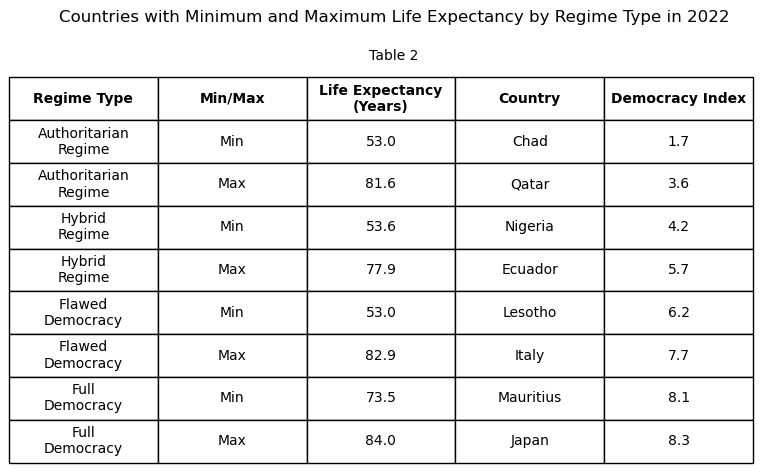 Countries with Minimum and Maximum Life Expectancy by Regime Type in 2022
Table 2
Regime Type Min/Max Life Expectancy (Years) Country Democracy Index
Authoritarian Regime Min 53.0 Chad 1.7
Authoritarian Regime Max 81.6 Qatar 3.6
Hybrid Regime Min 53.6 Nigeria 4.2
Hybrid Regime Max 77.9 Ecuador 5.7
Flawed Democracy Min 53.0 Lesotho 6.2
Flawed Democracy Max 82.9 Italy 7.7
Full Democracy Min 73.5 Mauritius 8.1
Full Democracy Max 84.0 Japan 8.3